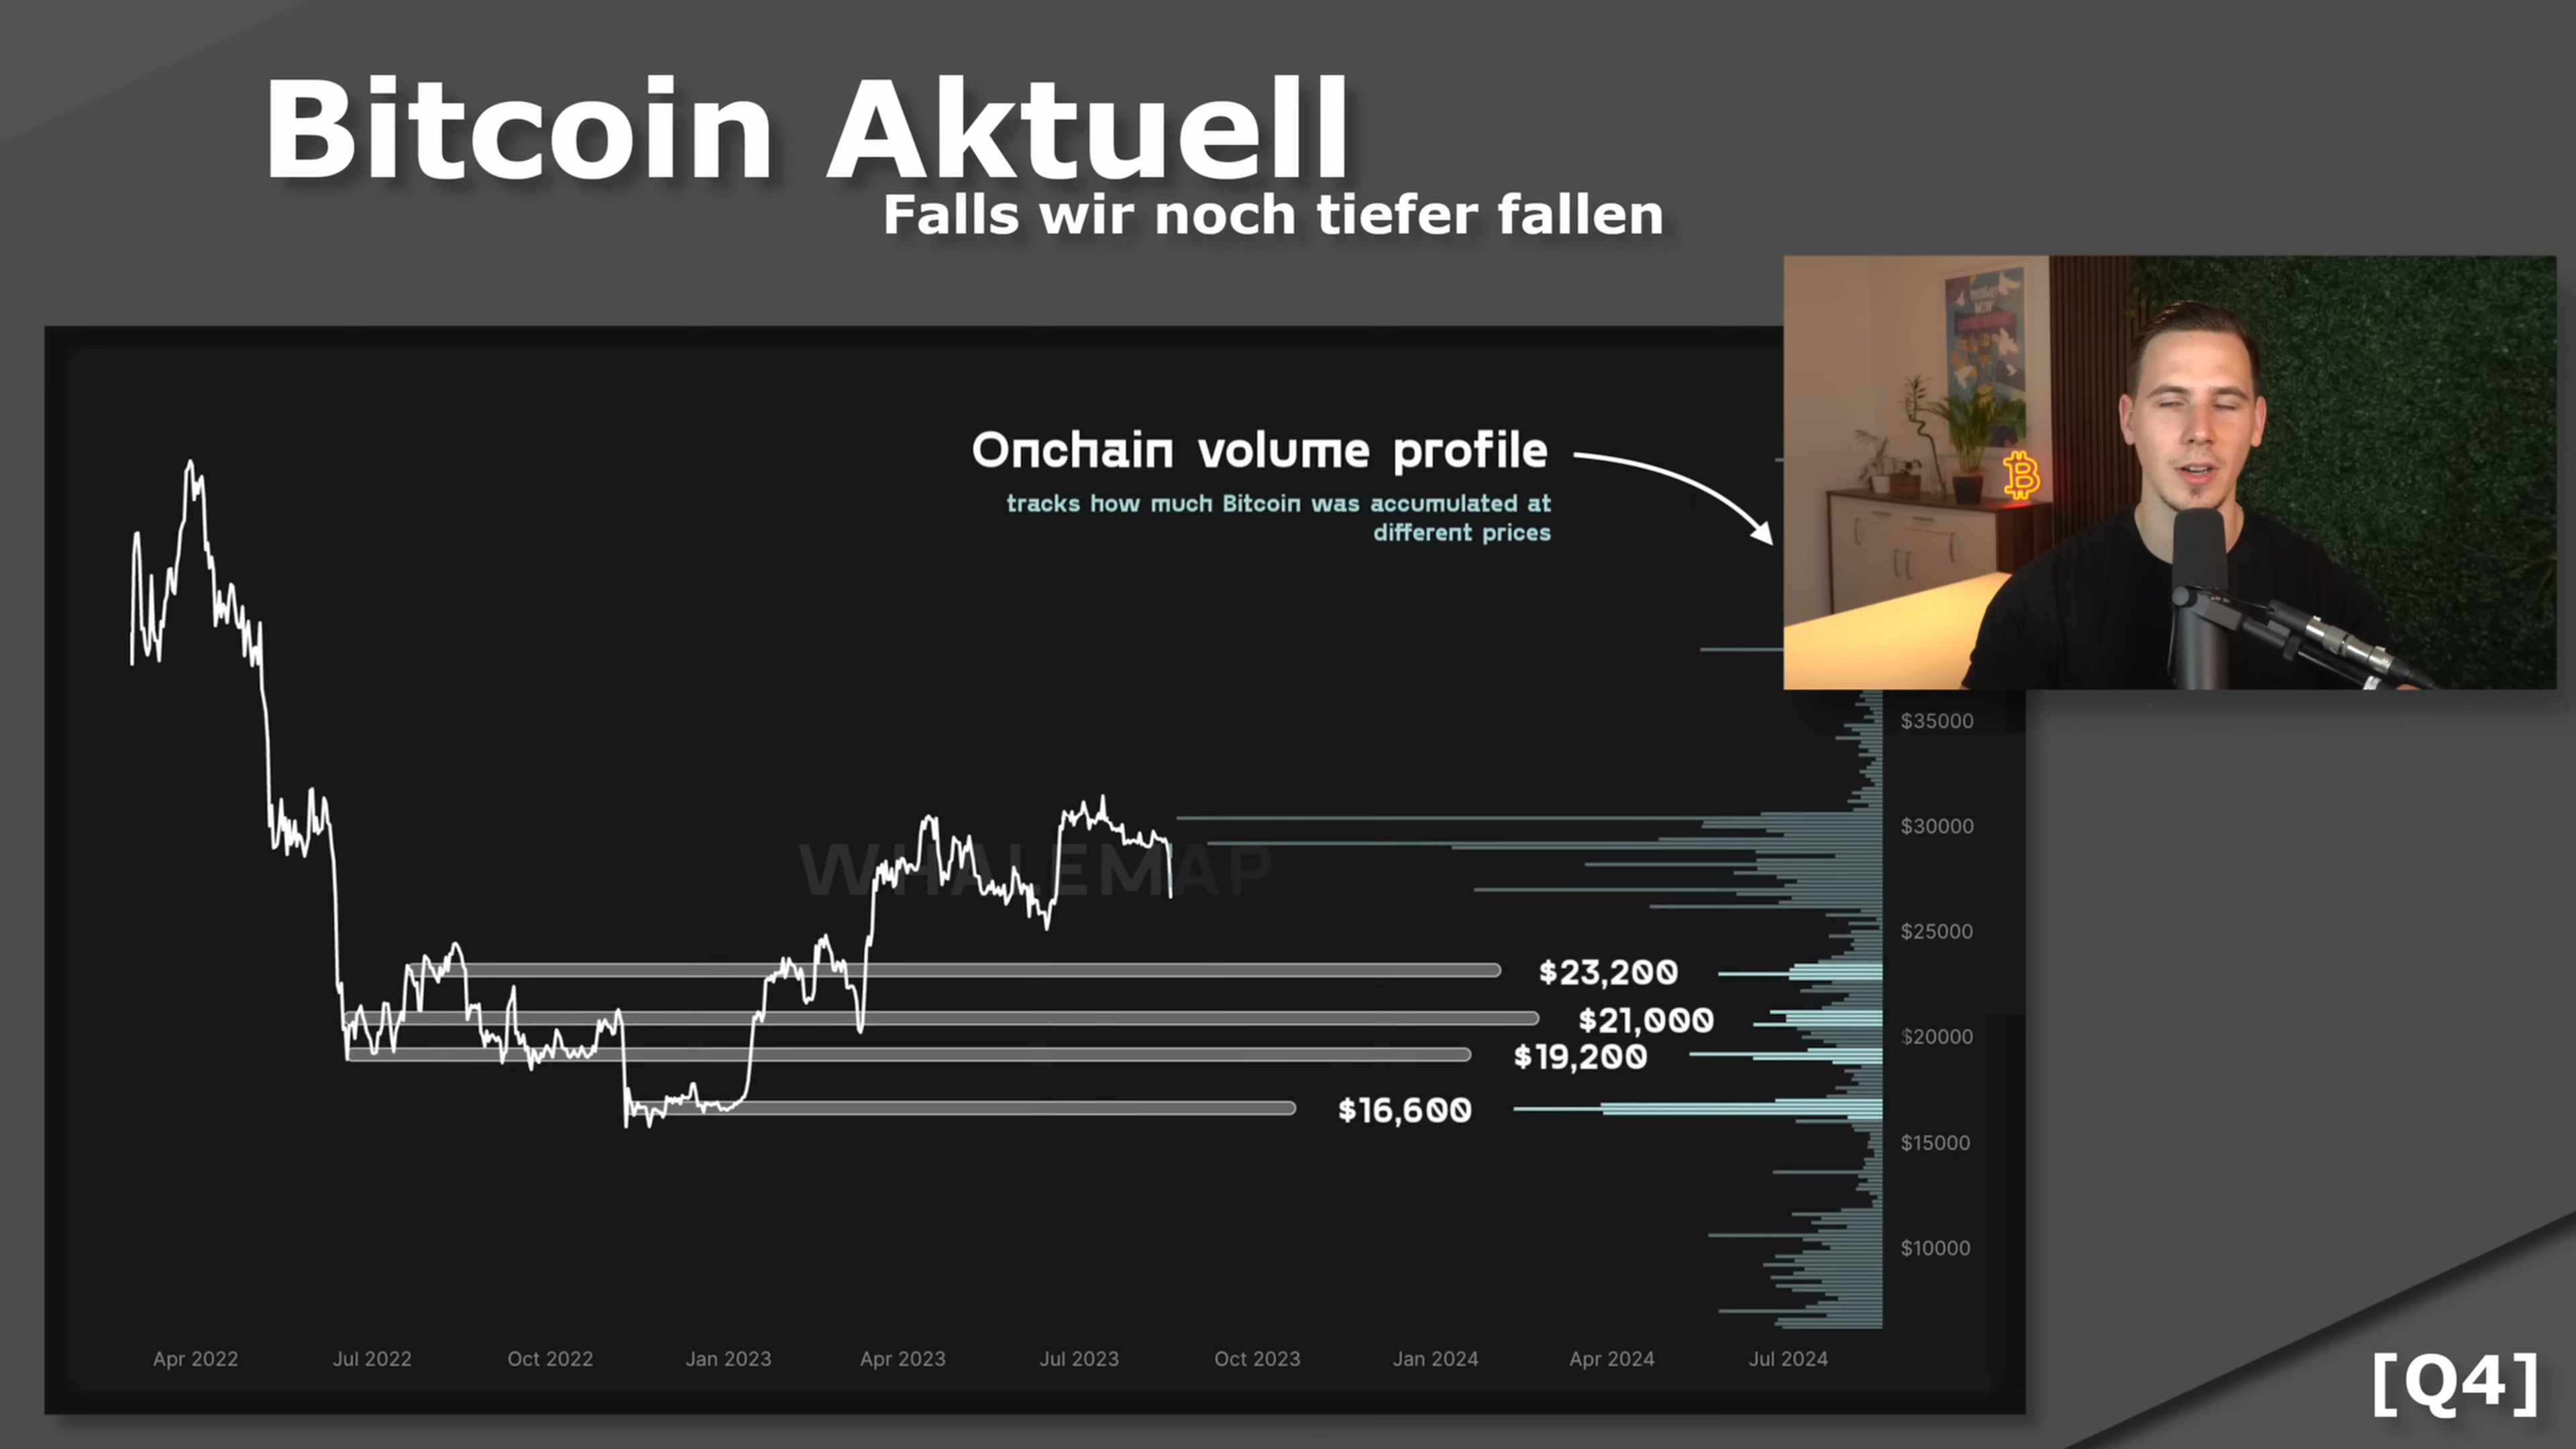 Bitcoin Aktuell
Falls wir noch tiefer fallen
Onchain volume profile
tracks how much Bitcoin was accumulated at
different prices
WHALEMAP
$35000
$30000
$25000
$20000
$15000
$10000
$23,200
$21,000
$19,200
$16,600
Apr 2022
Jul 2022
Oct 2022
Jan 2023
Apr 2023
Jul 2023
Oct 2023
Jan 2024
Apr 2024
Jul 2024
[Q4]